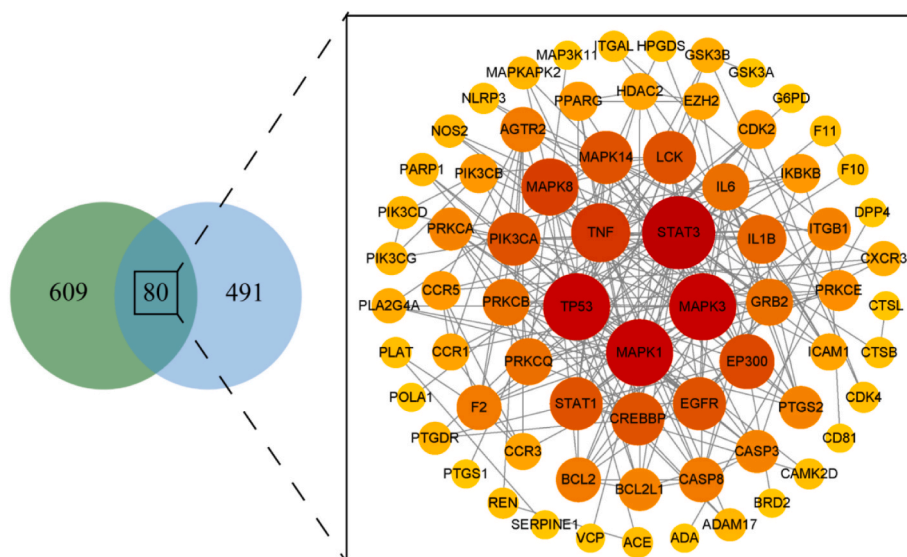 609
80
491
ITGAL
HPGDS
MAP3K11
GSK3B
MAPKAPK2
GSK3A
NLRP3
PPARG
HDAC2
EZH2
G6PD
NOS2
AGTR2
CDK2
F11
MAPK14
LCK
PARP1
PIK3CB
MAPK8
IL6
IKBKB
F10
PIK3CD
PRKCA
PIK3CA
TNF
STAT3
IL1B
ITGB1
DPP4
PIK3CG
CXCR3
CCR5
PRKCB
TP53
MAPK3
GRB2
PRKCE
PLA2G4A
CTSL
PLAT
CCR1
PRKCQ
MAPK1
EP300
ICAM1
CTSB
POLA1
F2
STAT1
CREBBP
EGFR
PTGS2
CDK4
PTGDR
CCR3
CASP3
CD81
PTGS1
BCL2
BCL2L1
CASP8
CAMK2D
REN
BRD2
SERPINE1
ADAM17
VCP
ACE
ADA